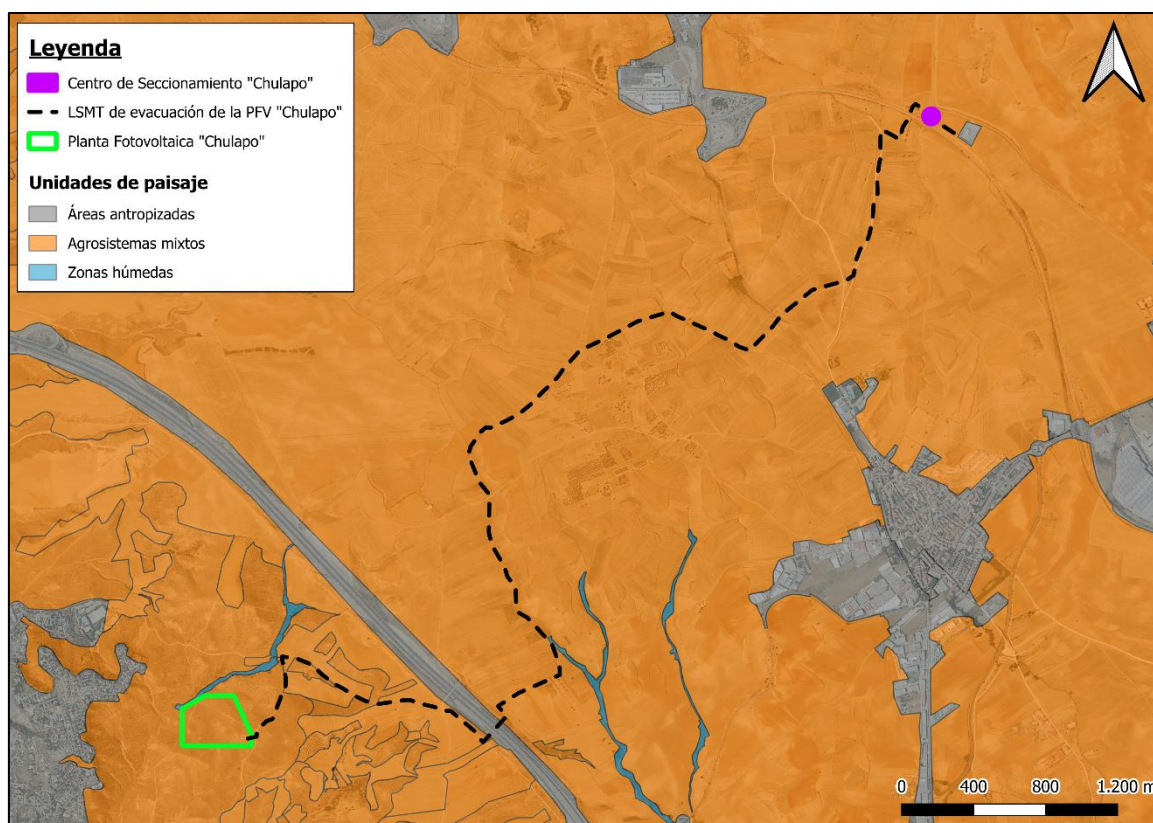 Leyenda
Centro de Seccionamiento "Chulapo"
LSMT de evacuación de la PFV "Chulapo"
Planta Fotovoltaica "Chulapo"
Unidades de paisaje
Áreas antropizadas
Agrosistemas mixtos
Zonas húmedas
0 400 800 1.200 m